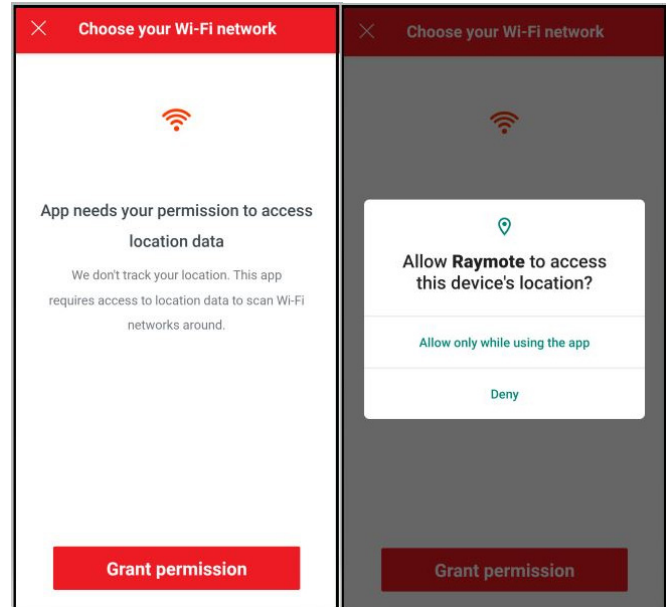 Choose your Wi-Fi network
App needs your permission to access
location data
We don't track your location. This app
requires access to location data to scan Wi-Fi
networks around.
Grant permission
Choose your Wi-Fi network
Allow Raymote to access
this device's location?
Allow only while using the app
Deny
Grant permission